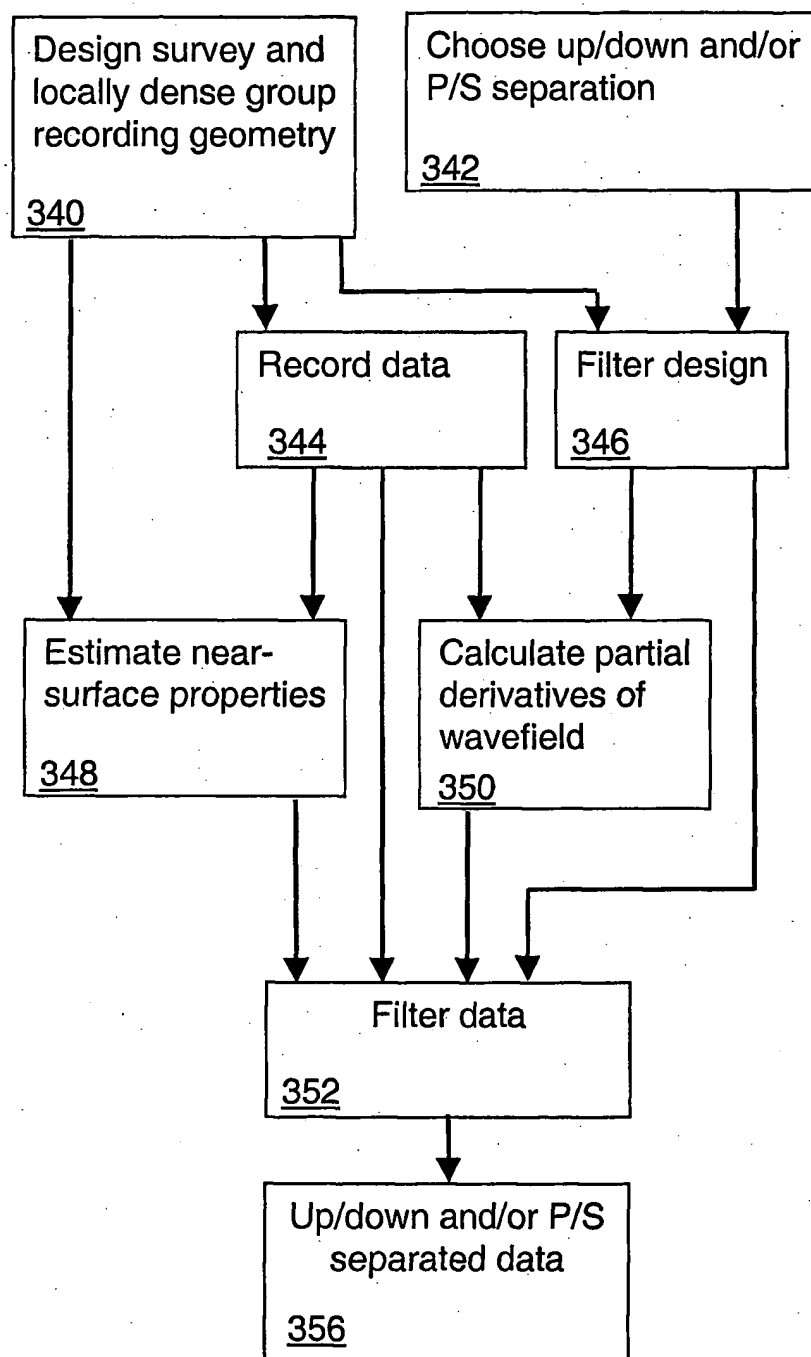 Design survey and
locally dense group
recording geometry
340
Choose up/down and/or
P/S separation
342
Record data
344
Filter design
346
Estimate near-
surface properties
348
Calculate partial
derivatives of
wavefield
350
Filter data
352
Up/down and/or P/S
separated data
356